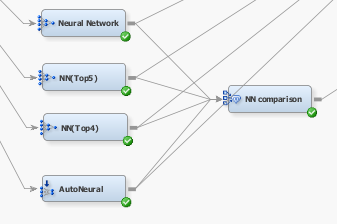 Neural Network
NN(Top5)
NN comparison
NN(Top4)
AutoNeural